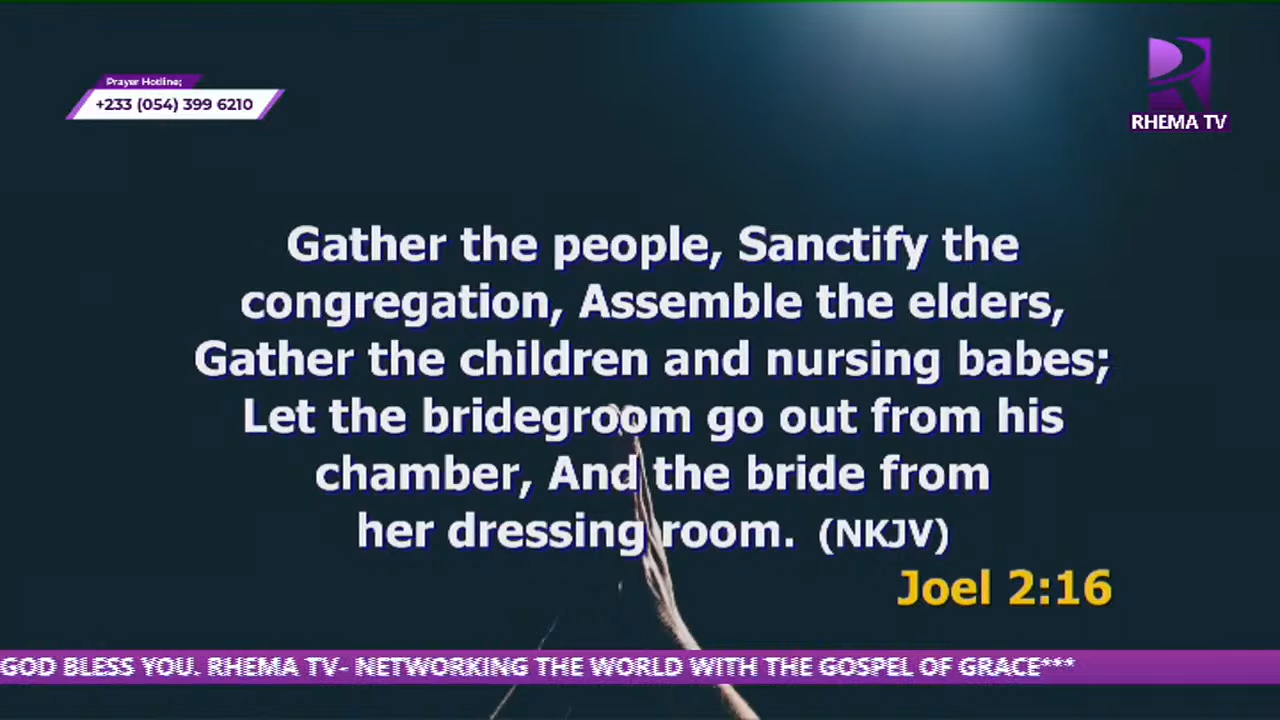 Prayer Hotline;
+233 (054) 399 6210
RHEMA TV
Gather the people, Sanctify the
congregation, Assemble the elders,
Gather the children and nursing babes;
Let the bridegroom go out from his
chamber, And the bride from
her dressing room. (NKJV)
Joel 2:16
GOD BLESS YOU. RHEMA TV- NETWORKING THE WORLD WITH THE GOSPEL OF GRACE***